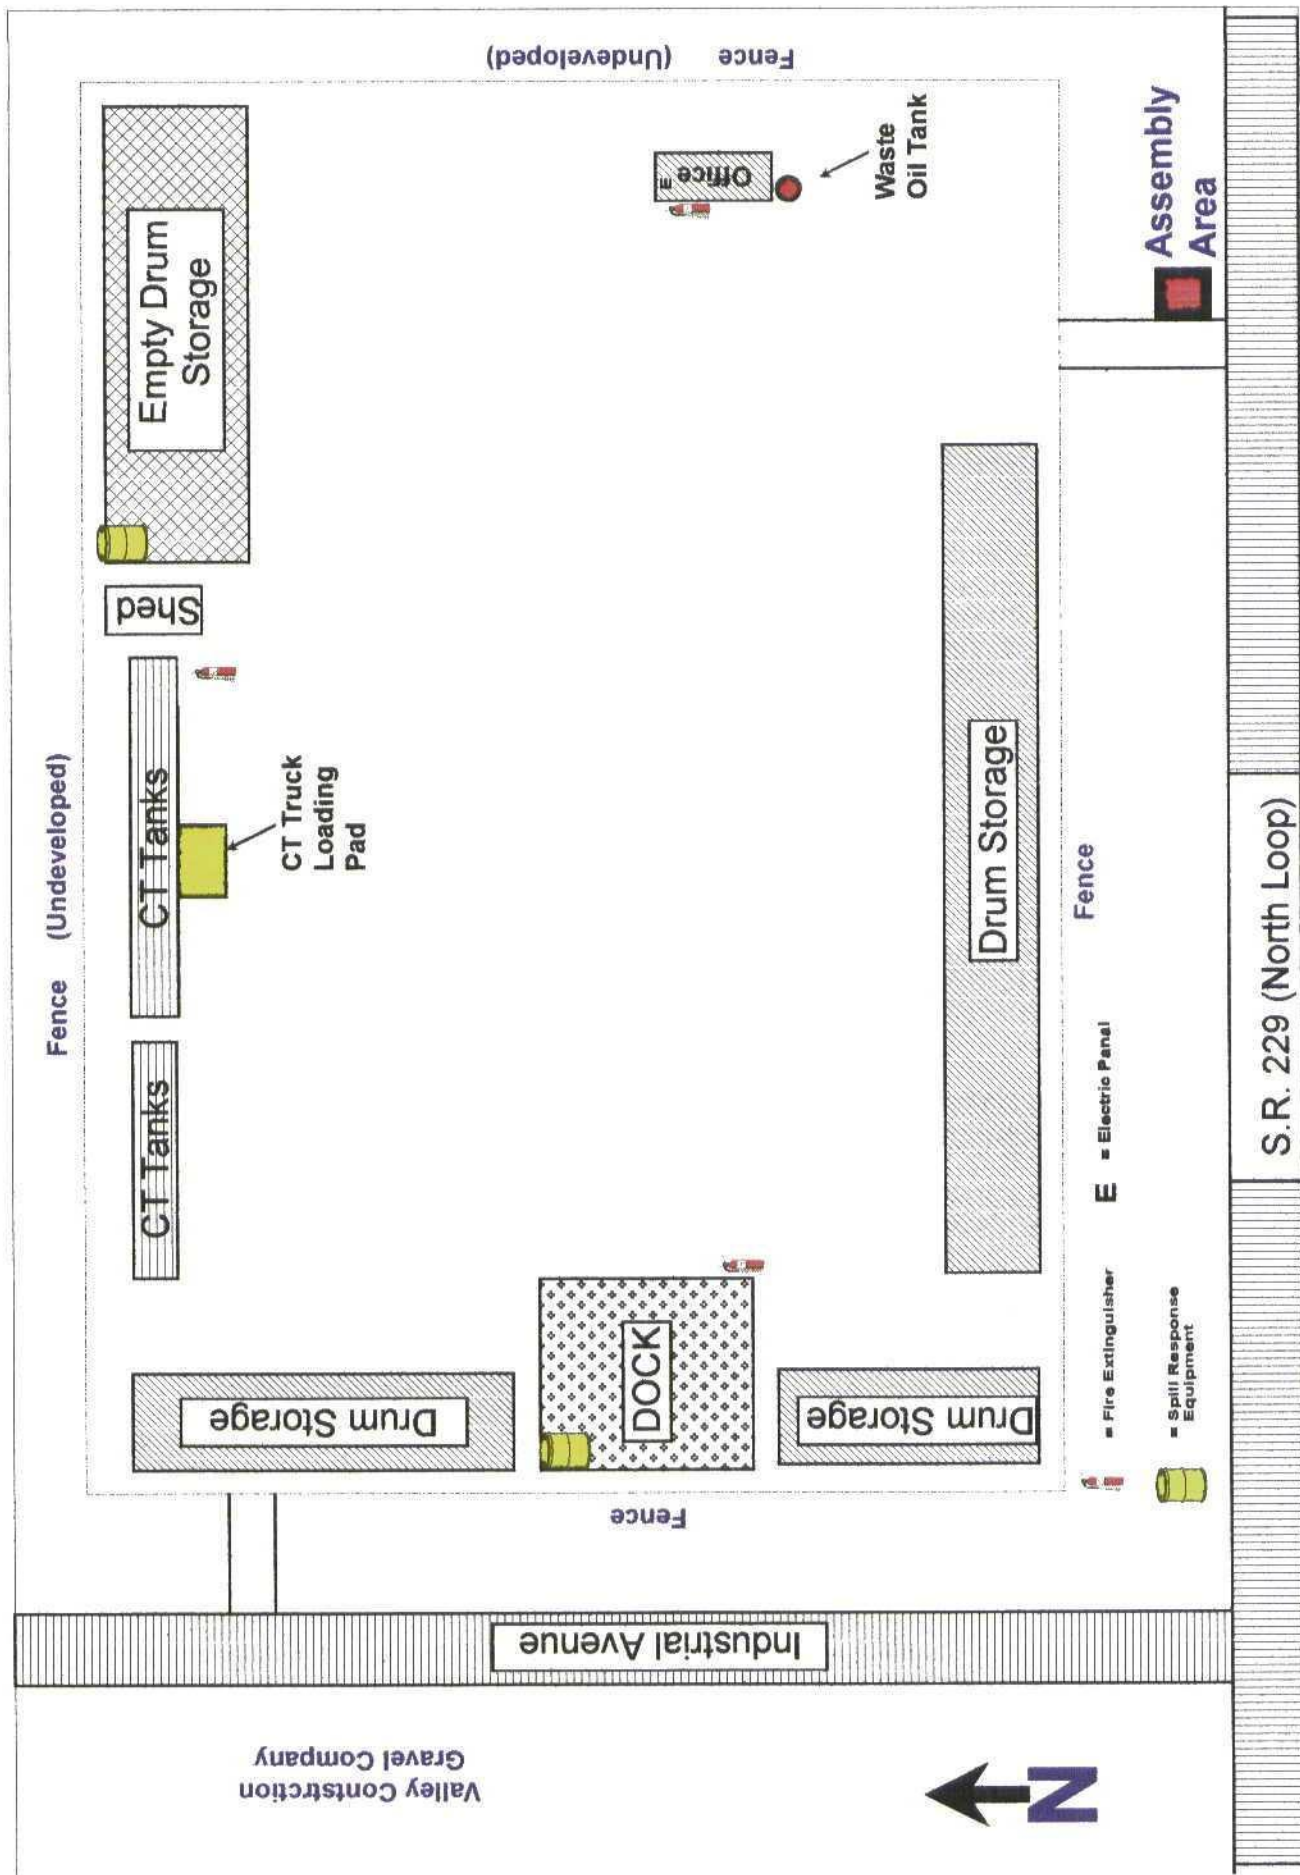 Fence (Undeveloped)
Empty Drum
Storage
Shed
CT Tanks
CT Tanks
CT Truck
Loading
Pad
Fence (Undeveloped)
E
Office
Waste
Oil Tank
Drum Storage
DOCK
Drum Storage
Drum Storage
Fence
Fence
Assembly
Area
= Fire Extinguisher
E = Electric Panal
= Spill Response
Equipment
S.R. 229 (North Loop)
Industrial Avenue
Valley Contstrction
Gravel Company
N